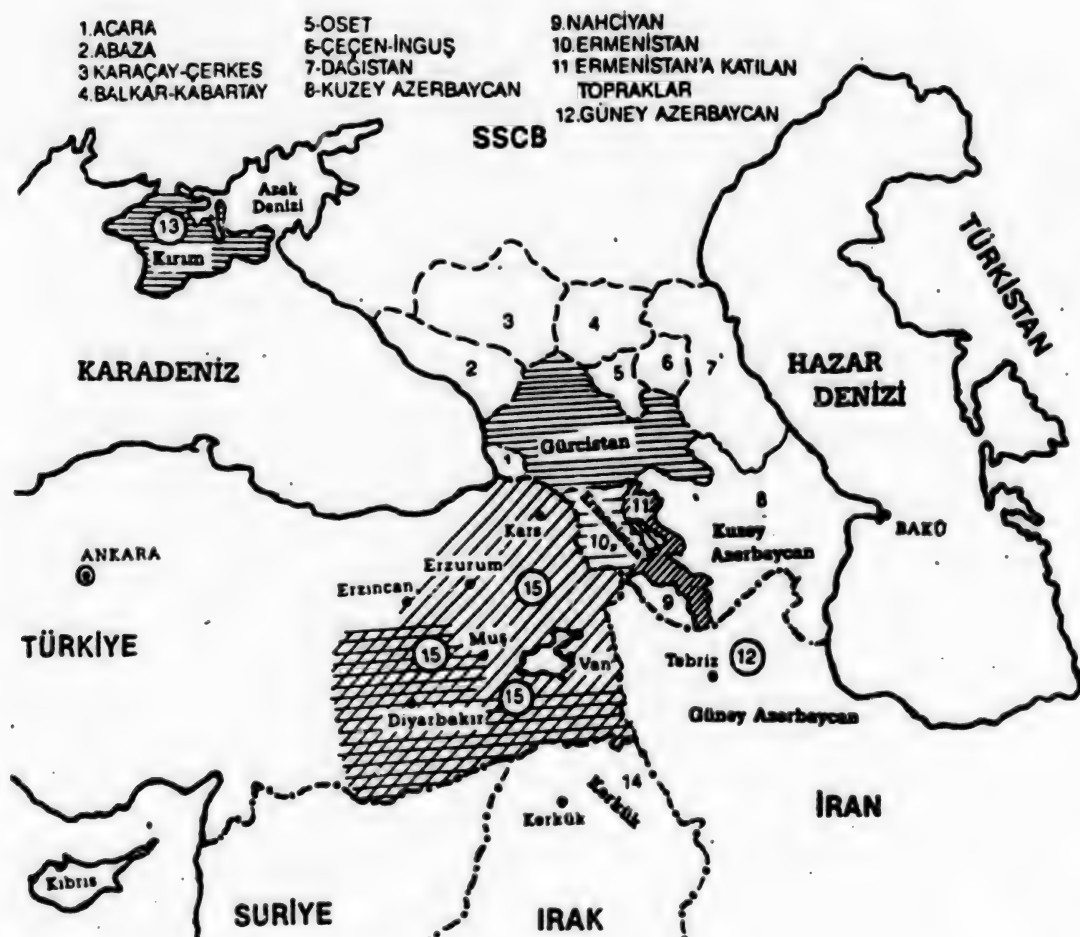 1.ACARA
2.ABAZA
3 KARAÇAY-ÇERKES
4.BALKAR-KABARTAY
5-OSET
6-ÇEÇEN-İNGUŞ
7-DAĞISTAN
8-KUZEY AZERBAYCAN
9.NAHCİYAN
10.ERMENİSTAN
11 ERMENİSTAN'A KATILAN
TOPRAKLAR
12.GÜNEY AZERBAYCAN
SSCB
Azak
Denizi
13
Kırım
TÜRKİSTAN
3
4
2
5
6
7
KARADENİZ
HAZAR
DENİZİ
Gürcistan
1
Ermenistan
11
8
Kars
10
Kuzey
Azerbaycan
BAKÜ
ANKARA
Erzurum
Erzıncan
15
9
TÜRKİYE
Muş
15
Van
Tebriz
12
15
Diyarbakır
Güney Azerbaycan
14
Kerkük
Kerkük
İRAN
Kıbrıs
SURİYE
IRAK